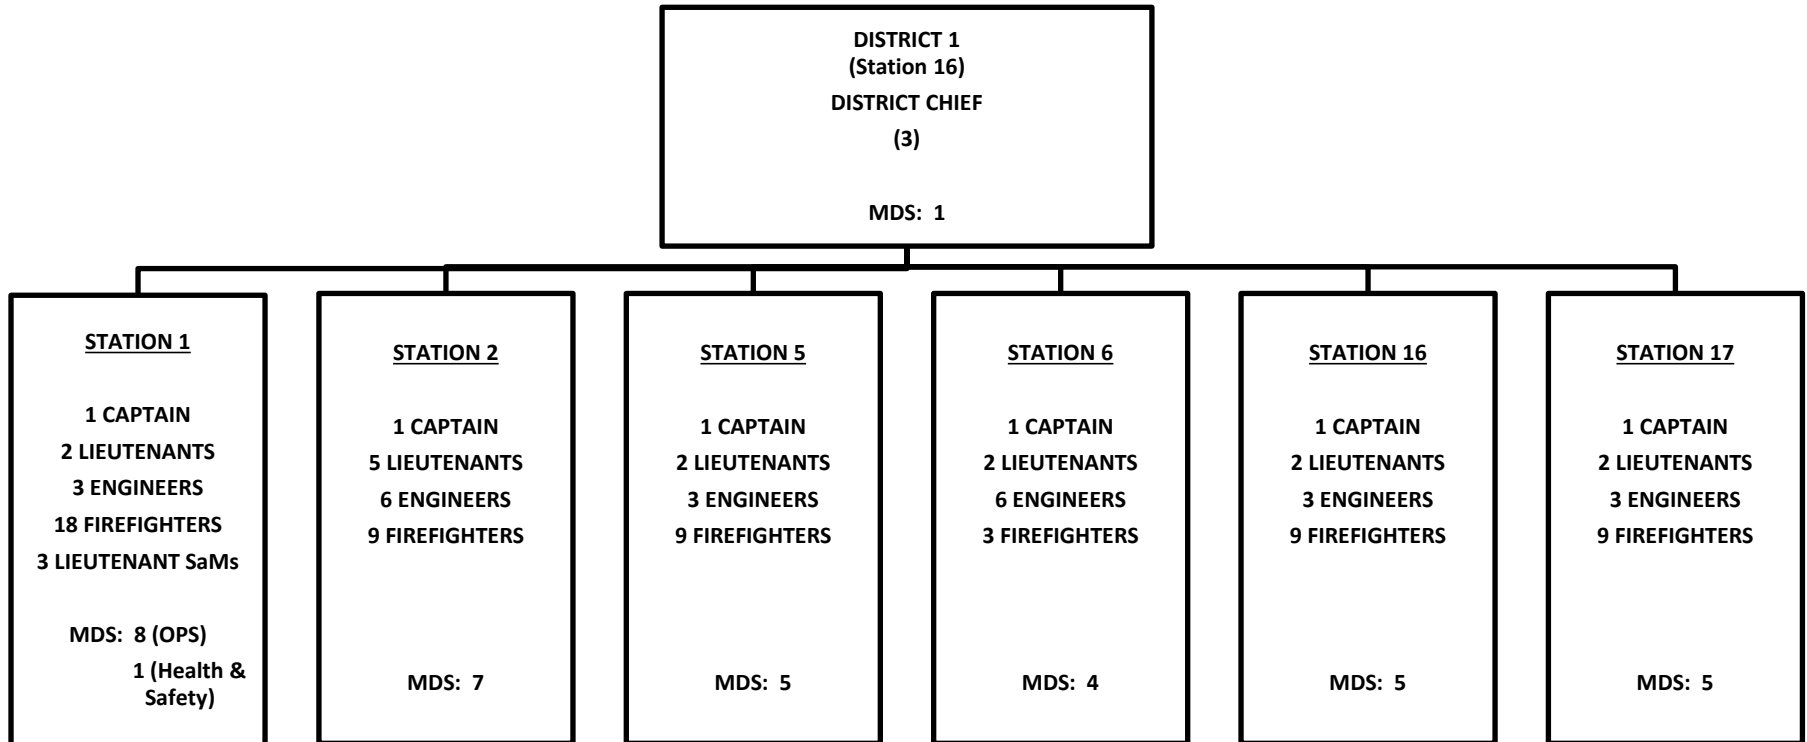 DISTRICT 1
(Station 16)
DISTRICT CHIEF
(3)
MDS: 1
STATION 1
1 CAPTAIN
2 LIEUTENANTS
3 ENGINEERS
18 FIREFIGHTERS
3 LIEUTENANT SaMs
MDS: 8 (OPS)
1 (Health &
Safety)
STATION 2
1 CAPTAIN
5 LIEUTENANTS
6 ENGINEERS
9 FIREFIGHTERS
MDS: 7
STATION 5
1 CAPTAIN
2 LIEUTENANTS
3 ENGINEERS
9 FIREFIGHTERS
MDS: 5
STATION 6
1 CAPTAIN
2 LIEUTENANTS
6 ENGINEERS
3 FIREFIGHTERS
MDS: 4
STATION 16
1 CAPTAIN
2 LIEUTENANTS
3 ENGINEERS
9 FIREFIGHTERS
MDS: 5
STATION 17
1 CAPTAIN
2 LIEUTENANTS
3 ENGINEERS
9 FIREFIGHTERS
MDS: 5